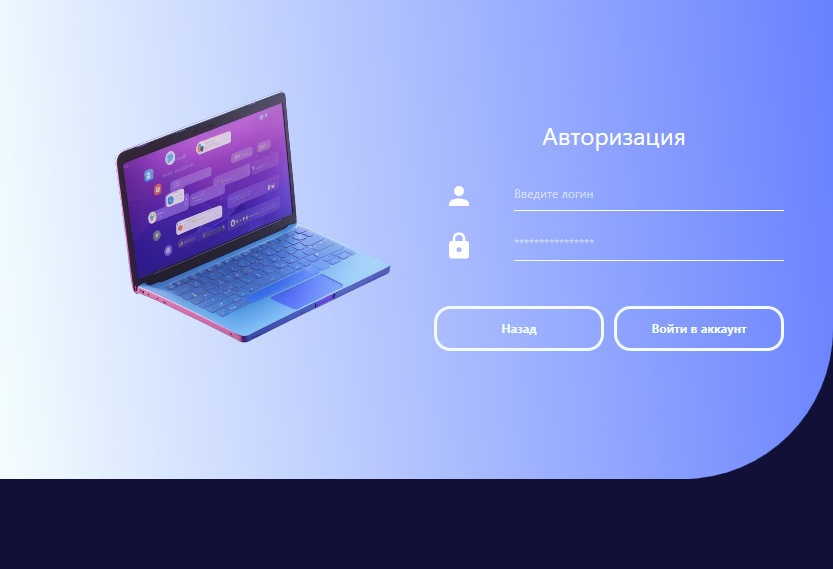 Авторизация
Введите логин
****************
Назад
Войти в аккаунт